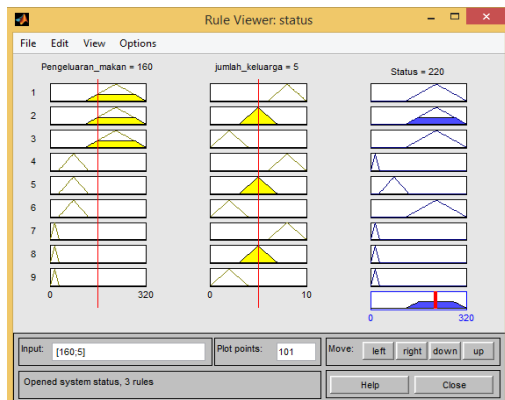 Rule Viewer: status
File Edit View Options
Pengeluaran_makan = 160 jumlah_keluarga = 5 Status = 220
1
2
3
4
5
6
7
8
9
0 320 0 10
0 320
Input: [160;5] Plot points: 101 Move: left right down up
Opened system status, 3 rules Help Close